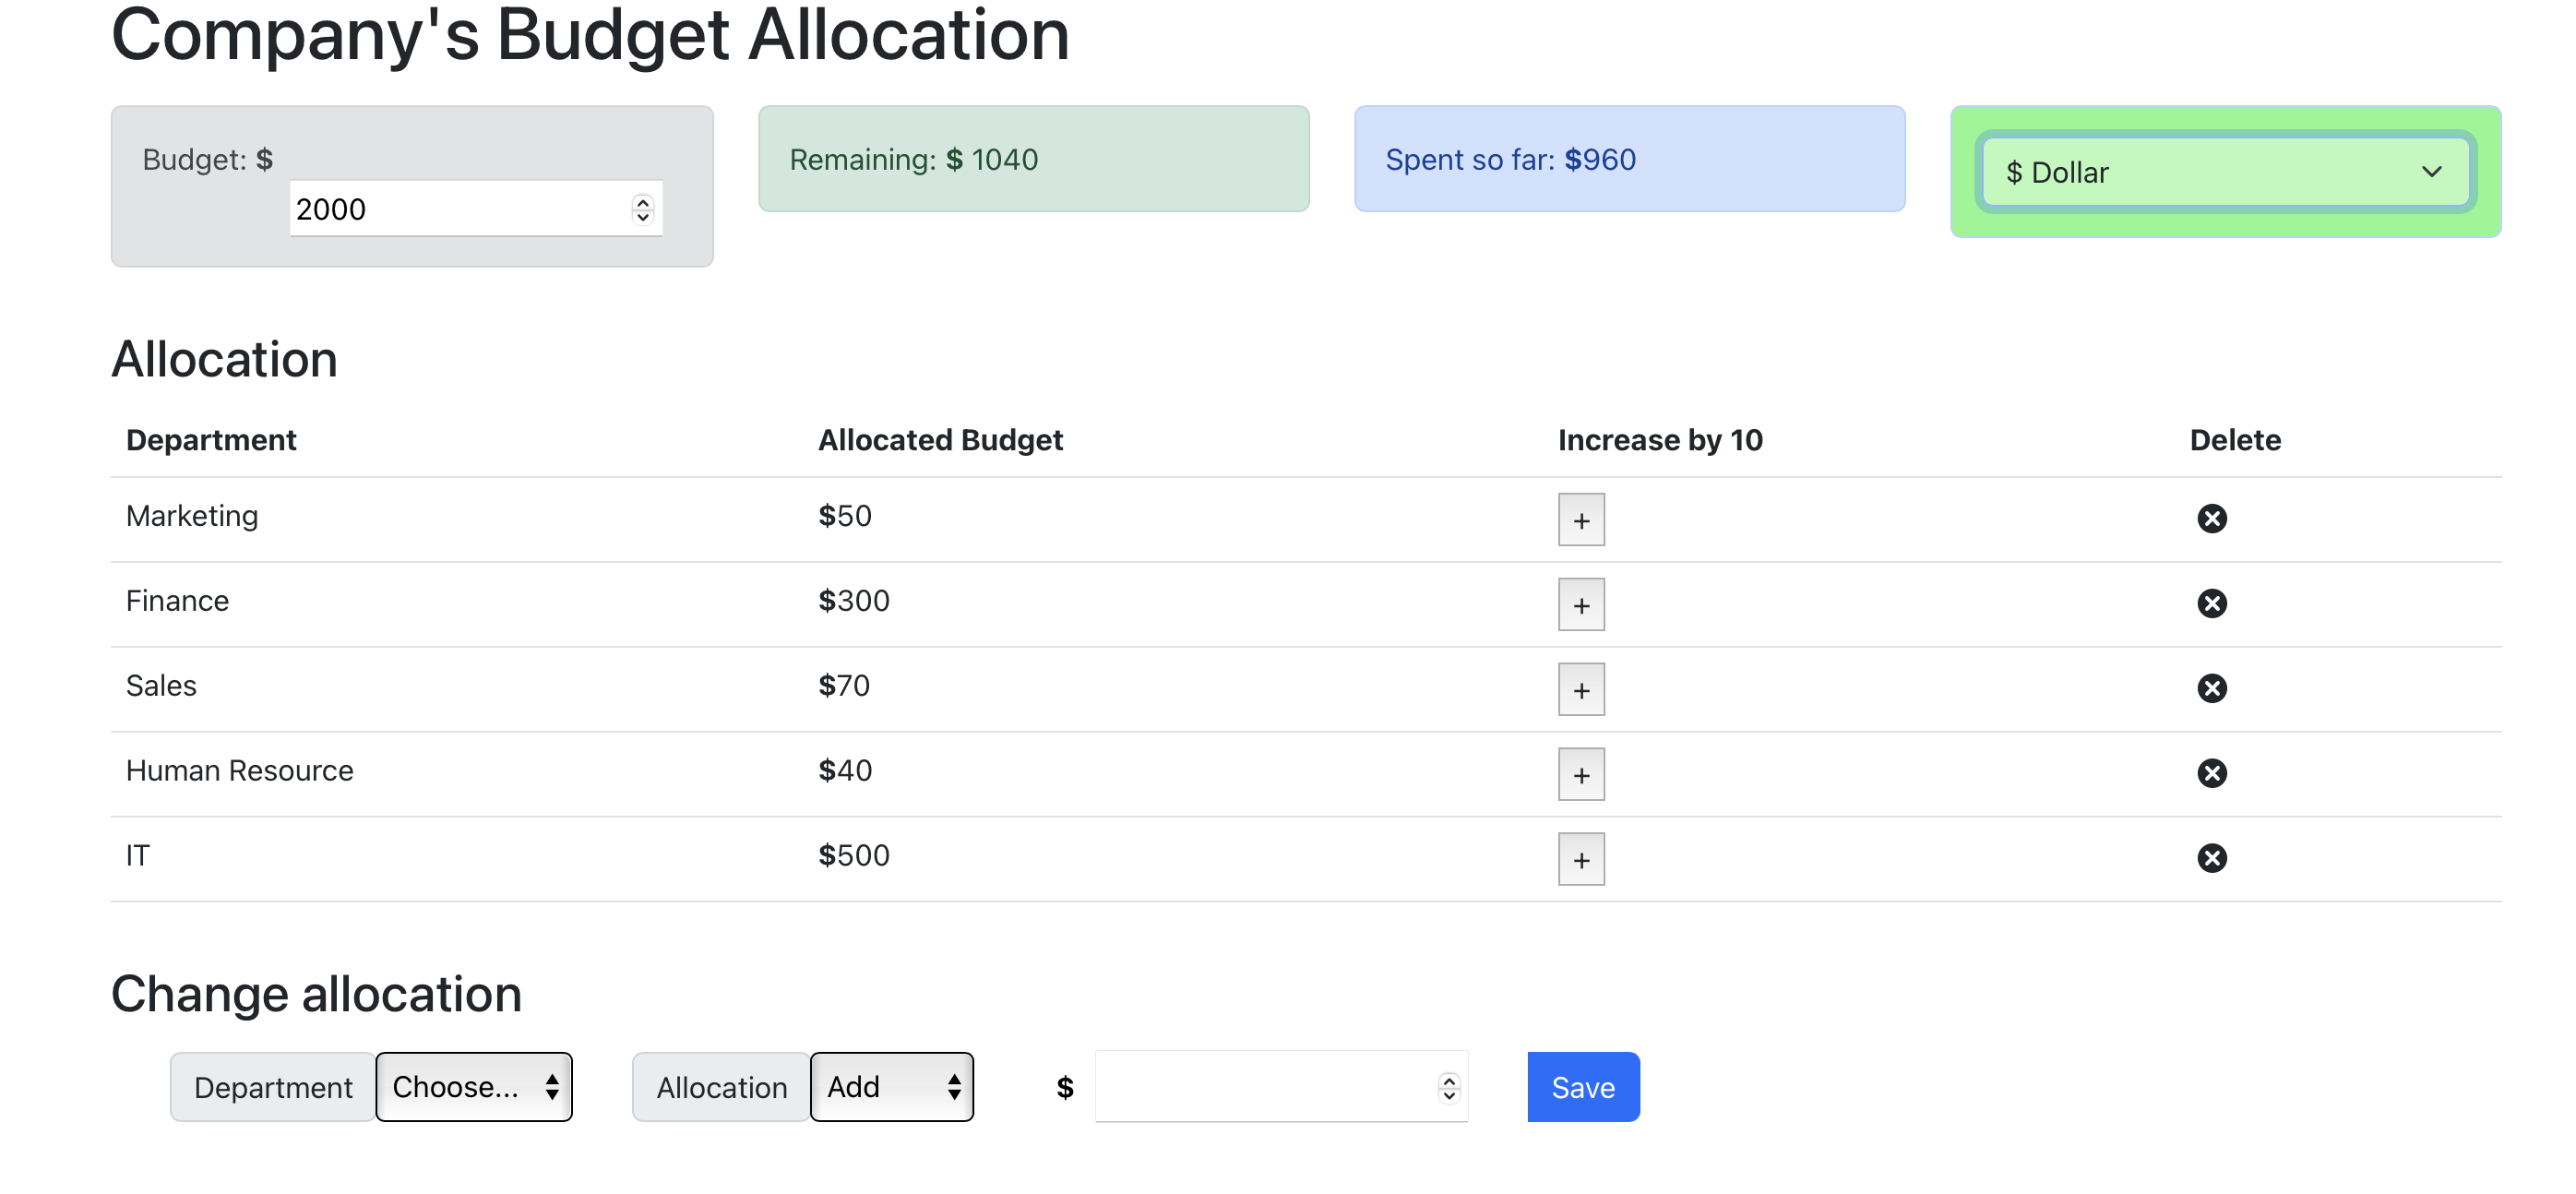 Company's Budget Allocation
Budget: $
2000
Remaining: $ 1040
Spent so far: $960
$ Dollar
Allocation
Department Allocated Budget Increase by 10 Delete
Marketing $50 +
Finance $300 +
Sales $70 +
Human Resource $40 +
IT $500 +
Change allocation
Department Choose... Allocation Add $ Save